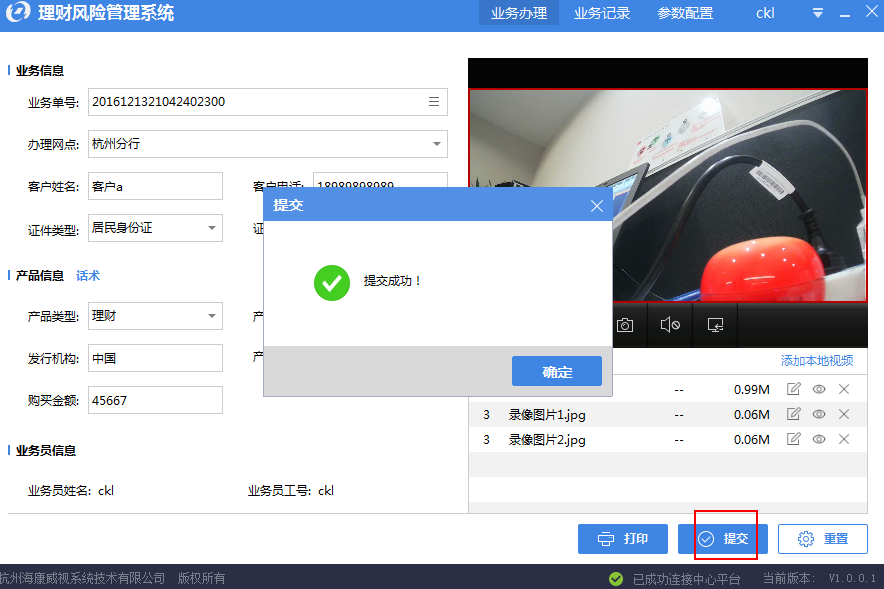 理财风险管理系统
业务办理 业务记录 参数配置 ckl
业务信息
业务单号: 2016121321042402300
办理网点: 杭州分行
客户姓名: 客户a 客户电话: 18989898989
证件类型: 居民身份证 证
提交
提交成功！
确定
产品信息 话术
产品类型: 理财 产
发行机构: 中国 产
购买金额: 45667
添加本地视频
-- 0.99M
3 录像图片1.jpg -- 0.06M
3 录像图片2.jpg -- 0.06M
业务员信息
业务员姓名: ckl 业务员工号: ckl
打印 提交 重置
杭州海康威视系统技术有限公司 版权所有 已成功连接中心平台 当前版本: V1.0.0.1